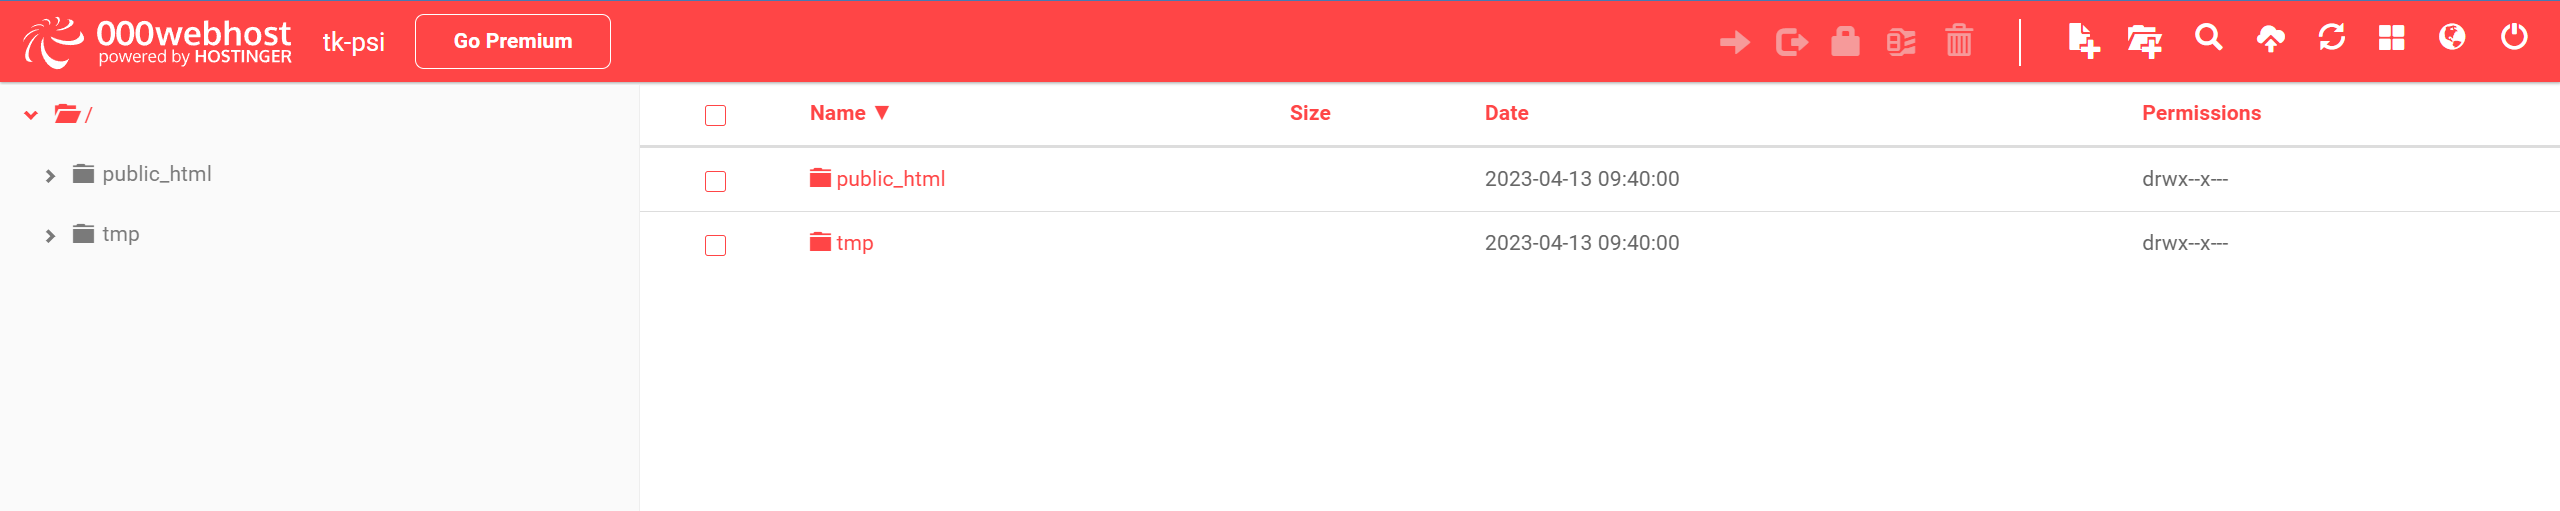 000webhost
powered by HOSTINGER
tk-psi
Go Premium
/
public_html
tmp
Name ▼ Size Date Permissions
public_html 2023-04-13 09:40:00 drwx--x---
tmp 2023-04-13 09:40:00 drwx--x---